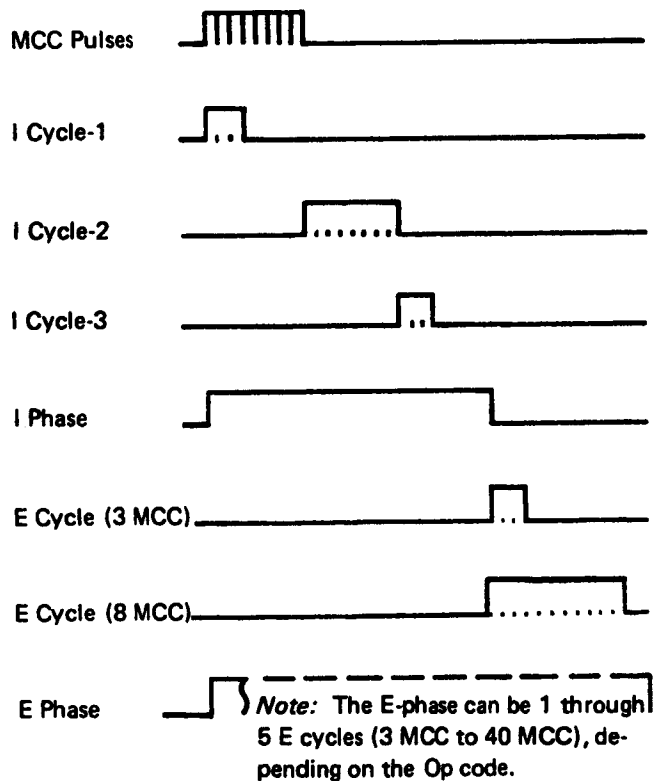 MCC Pulses
I Cycle-1
I Cycle-2
I Cycle-3
I Phase
E Cycle (3 MCC)
E Cycle (8 MCC)
E Phase
Note: The E-phase can be 1 through
5 E cycles (3 MCC to 40 MCC), de-
pending on the Op code.